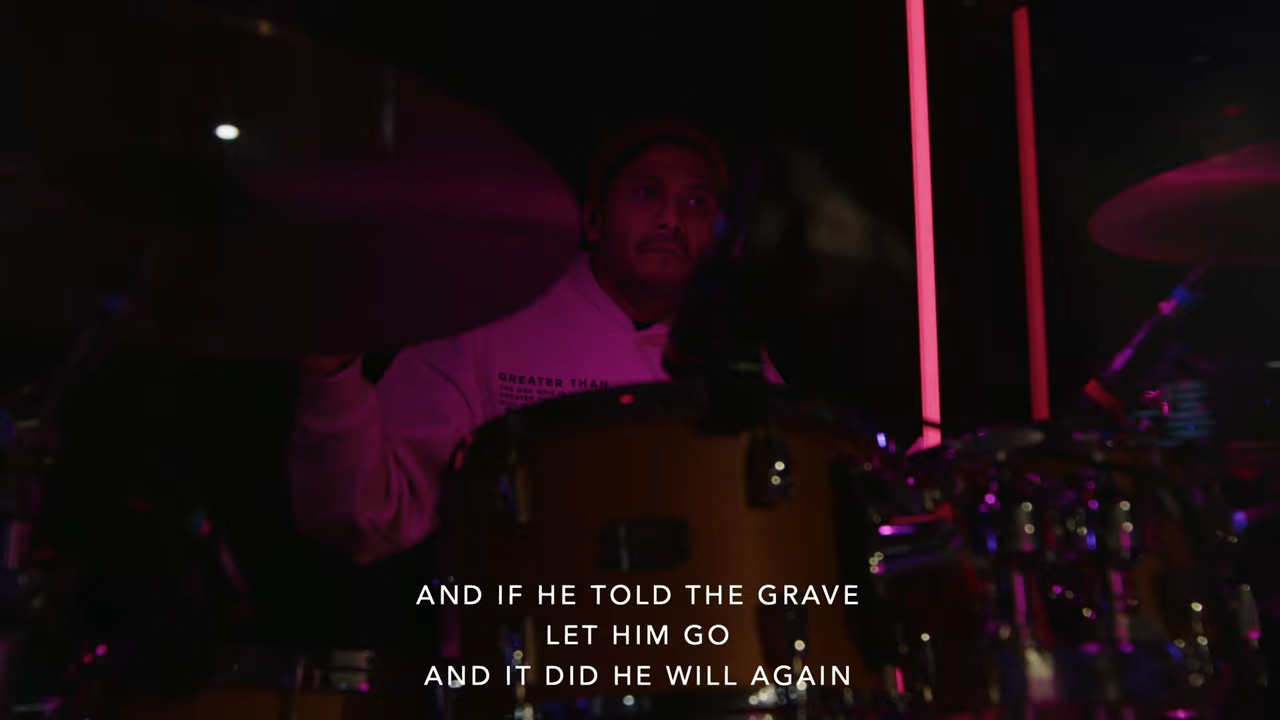 GREATER THAN
AND IF HE TOLD THE GRAVE
LET HIM GO
AND IT DID HE WILL AGAIN